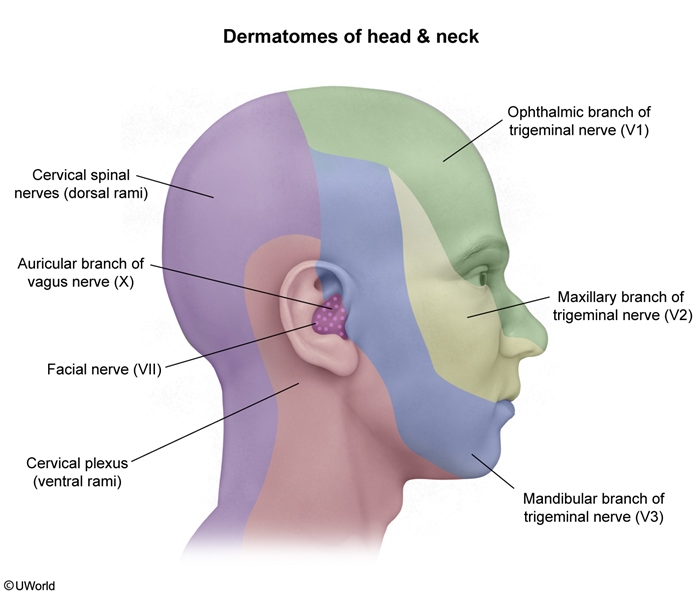 Dermatomes of head & neck
Ophthalmic branch of
trigeminal nerve (V1)
Cervical spinal
nerves (dorsal rami)
Auricular branch of
vagus nerve (X)
Maxillary branch of
trigeminal nerve (V2)
Facial nerve (VII)
Cervical plexus
(ventral rami)
Mandibular branch of
trigeminal nerve (V3)
©UWorld